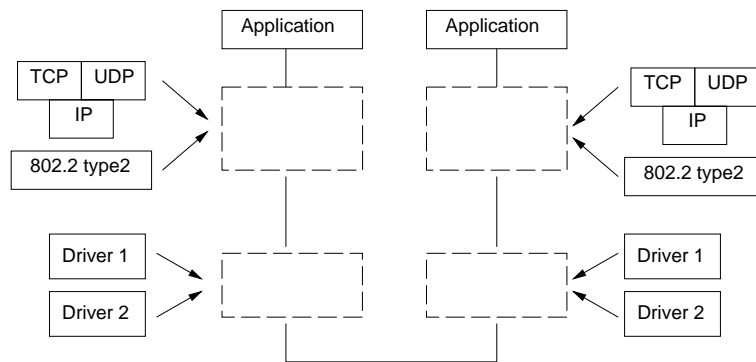 Application Application
TCP UDP TCP UDP
IP IP
802.2 type2 802.2 type2
Driver 1 Driver 1
Driver 2 Driver 2